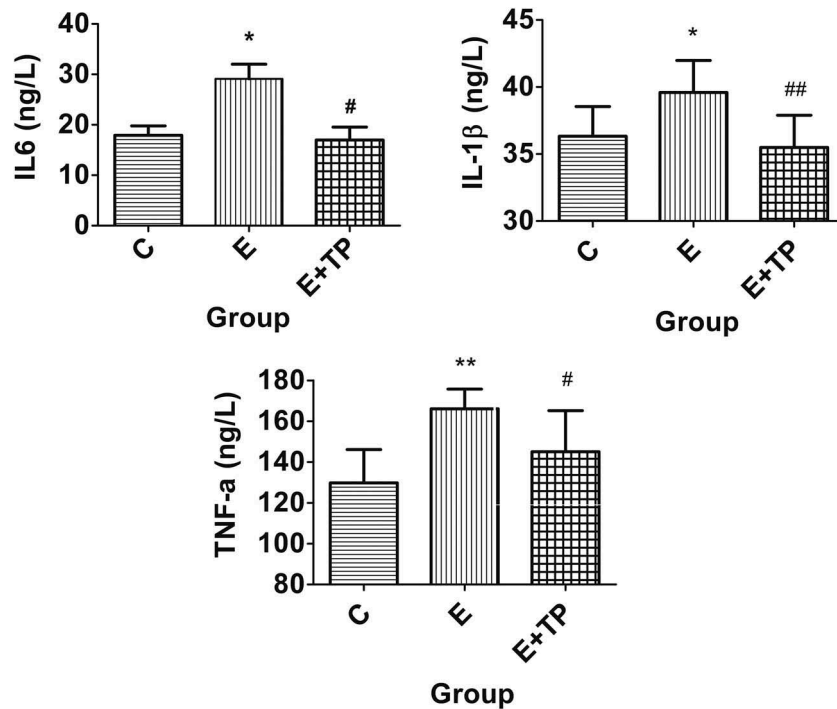 IL6 (ng/L)
40
30
20
10
0
*
#
C
E
E+TP
Group
IL-1β (ng/L)
45
40
35
30
*
##
C
E
E+TP
Group
TNF-a (ng/L)
180
160
140
120
100
80
**
#
C
E
E+TP
Group